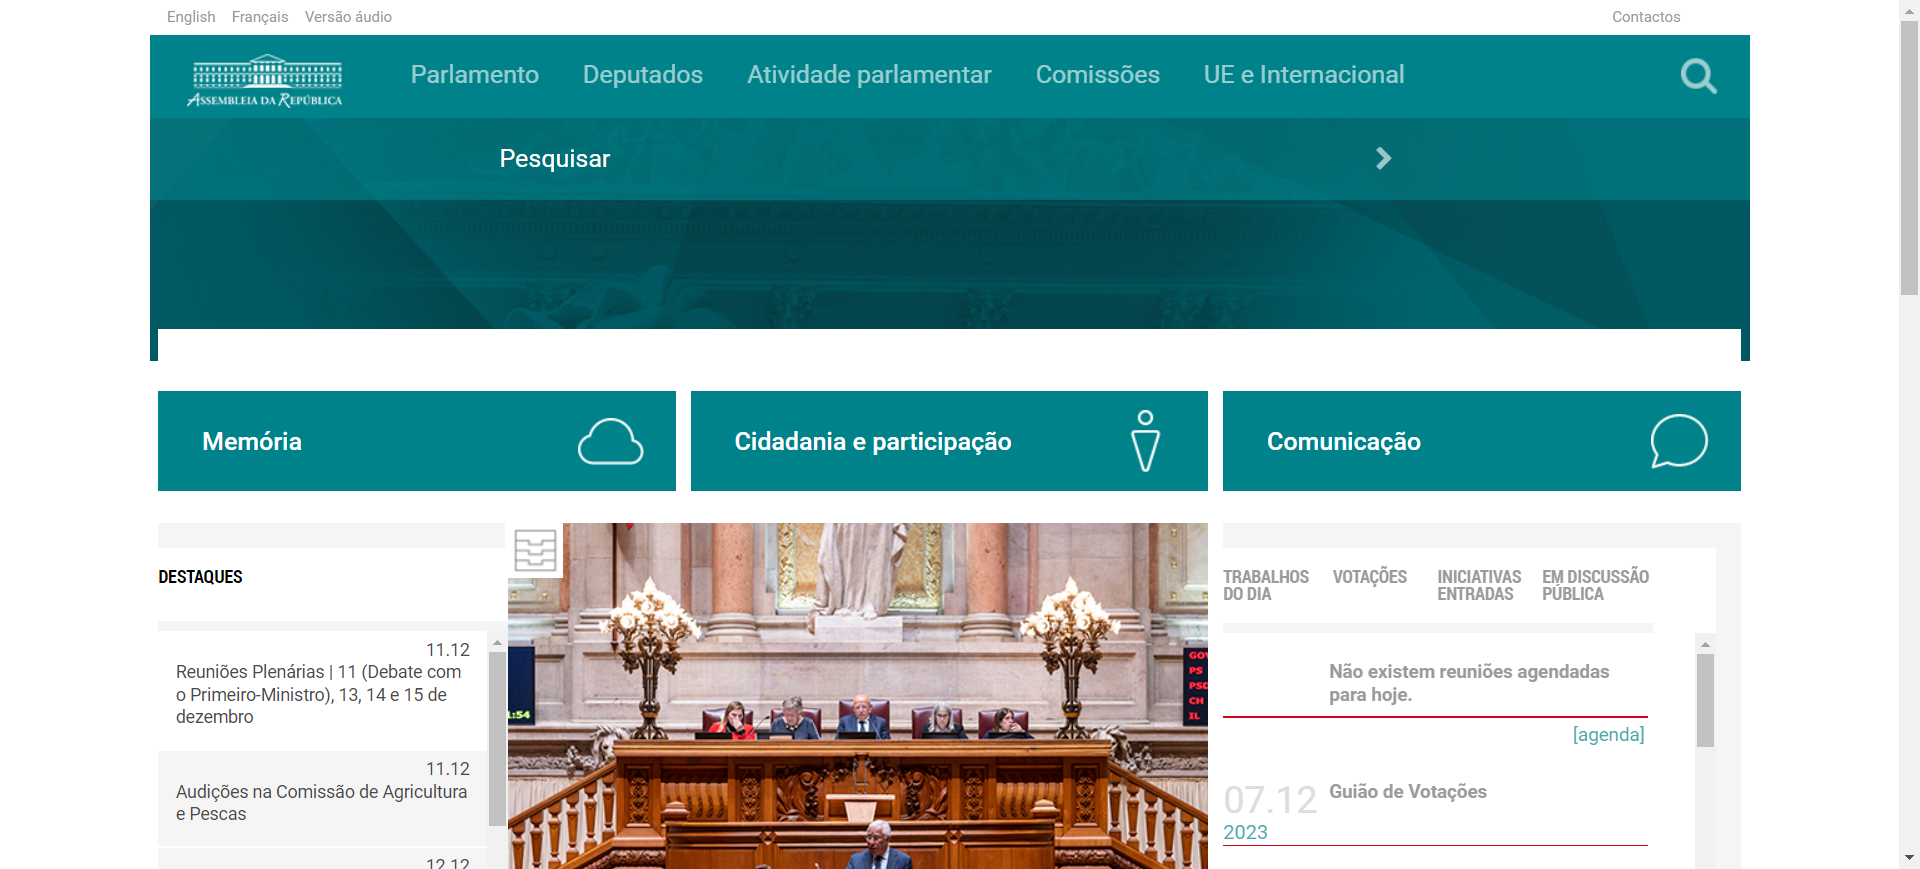 English Français Versão áudio Contactos
ASSEMBLEIA DA REPÚBLICA
Parlamento Deputados Atividade parlamentar Comissões UE e Internacional
Pesquisar
Memória
Cidadania e participação
Comunicação
DESTAQUES
11.12
Reuniões Plenárias | 11 (Debate com
o Primeiro-Ministro), 13, 14 e 15 de
dezembro
11.12
Audições na Comissão de Agricultura
e Pescas
12.12
:54
GOV
PS
PSD
CH
IL
TRABALHOS
DO DIA
VOTAÇÕES
INICIATIVAS
ENTRADAS
EM DISCUSSÃO
PÚBLICA
Não existem reuniões agendadas
para hoje.
[agenda]
07.12
2023
Guião de Votações